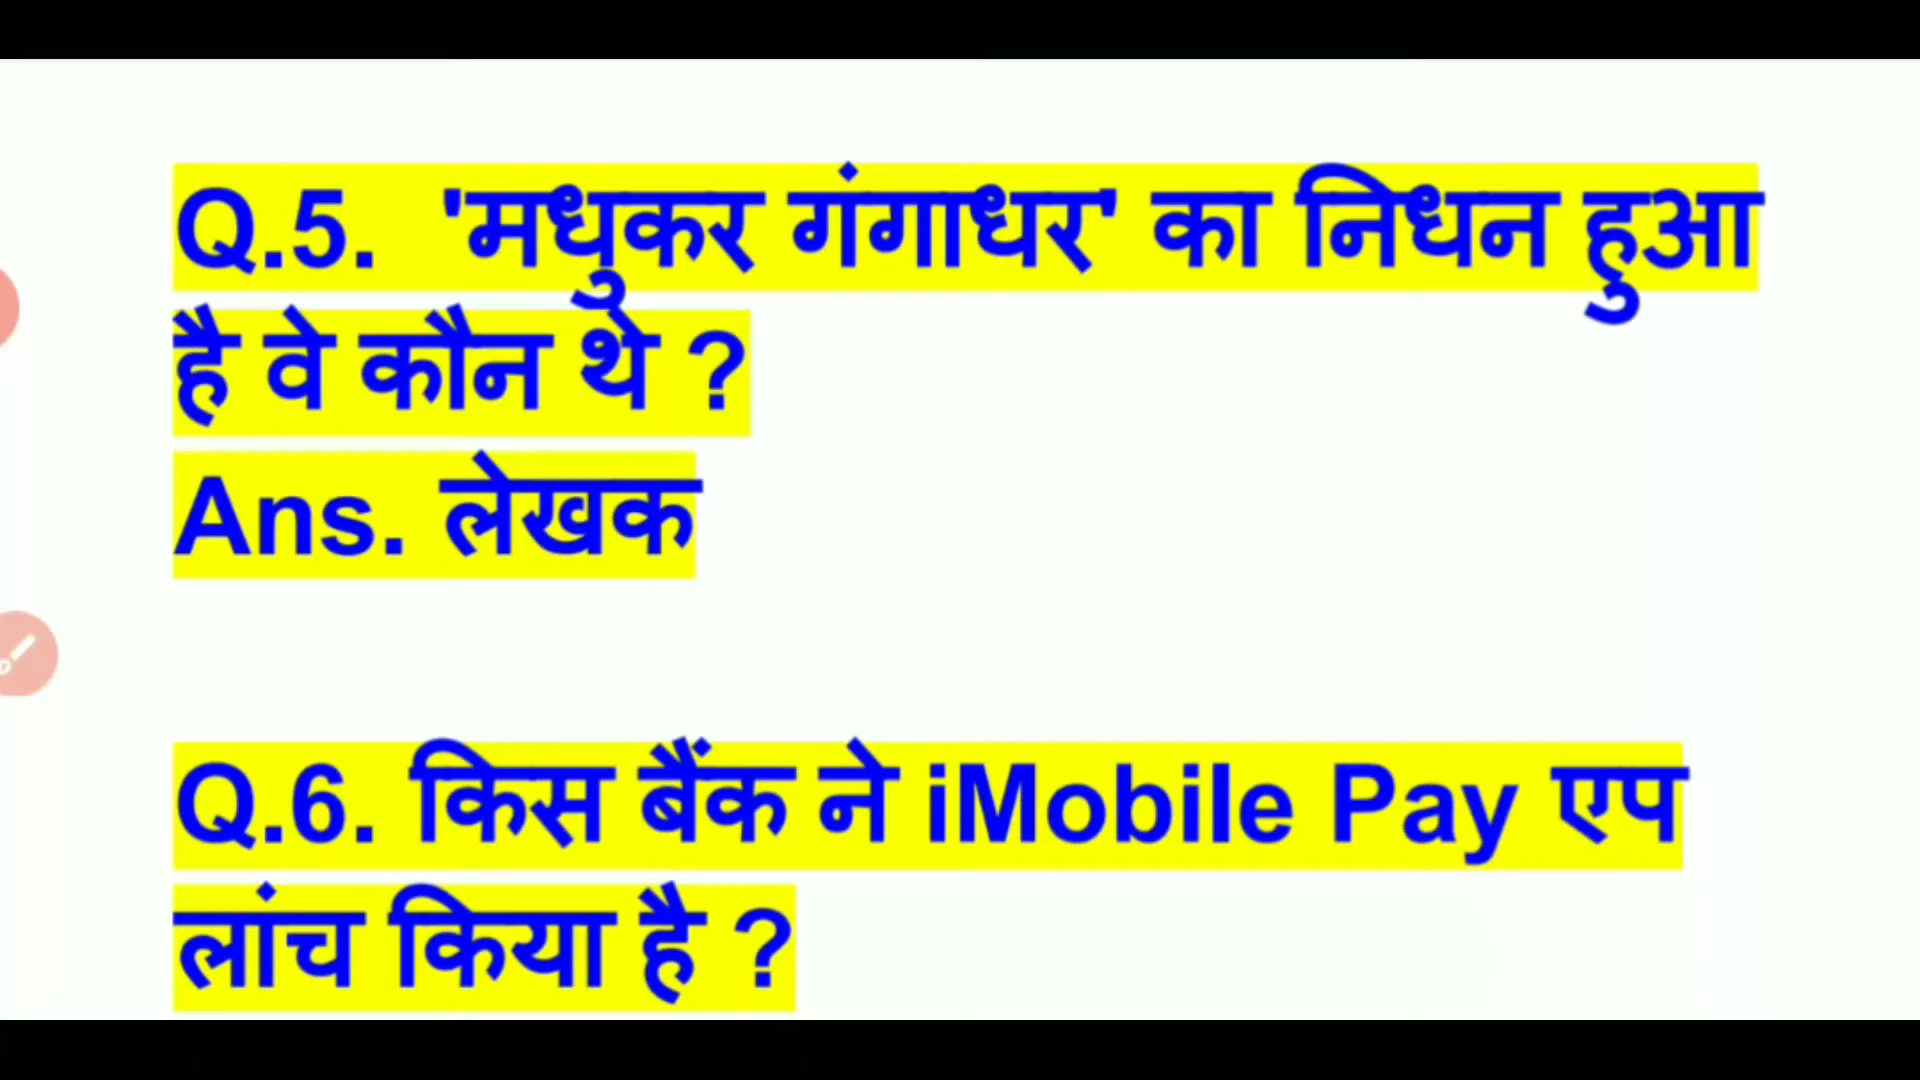 Q.5. 'मधुकर गंगाधर' का निधन हुआ
है वे कौन थे ?
Ans. लेखक
Q.6. किस बैंक ने iMobile Pay एप
लांच किया है ?